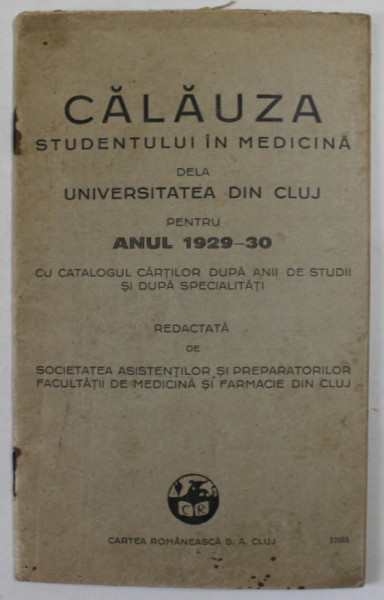 CĂLĂUZA
STUDENTULUI ÎN MEDICINĂ
DELA
UNIVERSITATEA DIN CLUJ
PENTRU
ANUL 1929–30
CU CATALOGUL CĂRȚILOR DUPĂ ANII DE STUDII
ȘI DUPĂ SPECIALITĂȚI
REDACTATĂ
DE
SOCIETATEA ASISTENȚILOR ȘI PREPARATORILOR
FACULTĂȚII DE MEDICINĂ ȘI FARMACIE DIN CLUJ
CR
CARTEA ROMÂNEASCĂ S. A. CLUJ